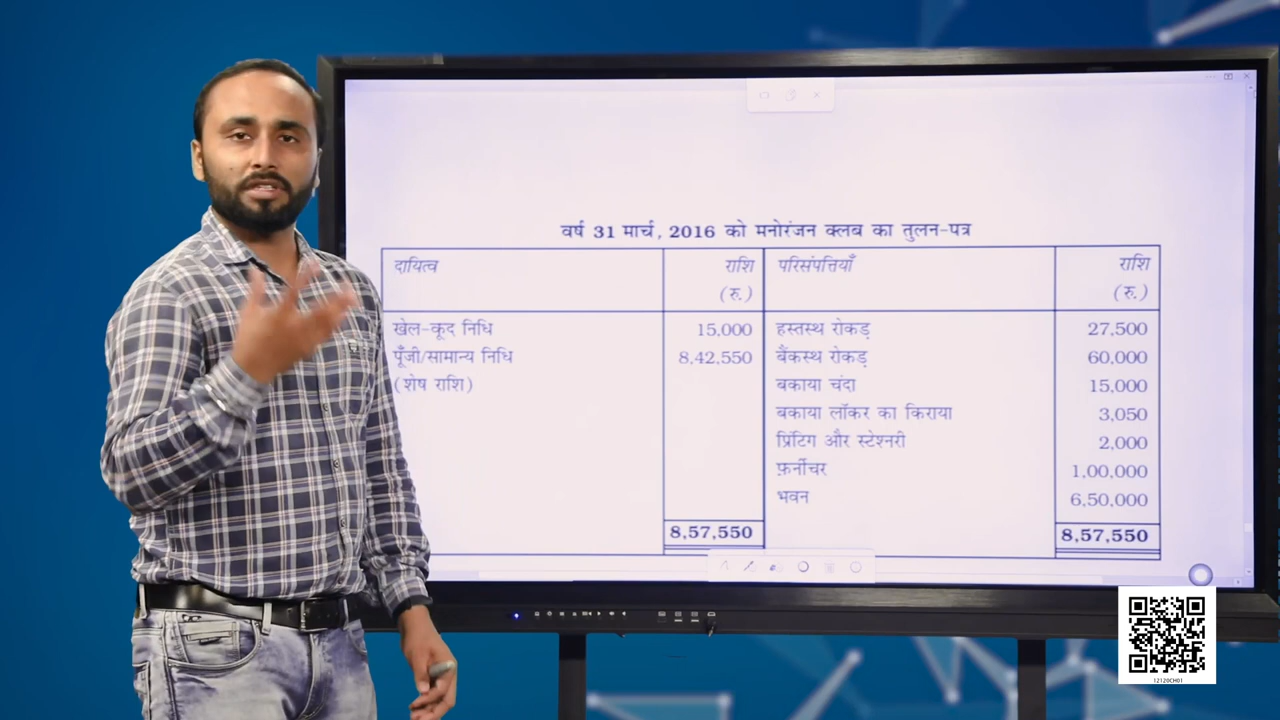 वर्ष 31 मार्च, 2016 को मनोरंजन क्लब का तुलन-पत्र
दायित्व राशि (रु.) परिसंपत्तियाँ राशि (रु.)
खेल-कूद निधि 15,000 हस्तस्थ रोकड़ 27,500
पूँजी/सामान्य निधि 8,42,550 बैंकस्थ रोकड़ 60,000
(शेष राशि) बकाया चंदा 15,000
बकाया लॉकर का किराया 3,050
प्रिंटिग और स्टेश्नरी 2,000
फ़र्नीचर 1,00,000
भवन 6,50,000
8,57,550 8,57,550
12120CH01